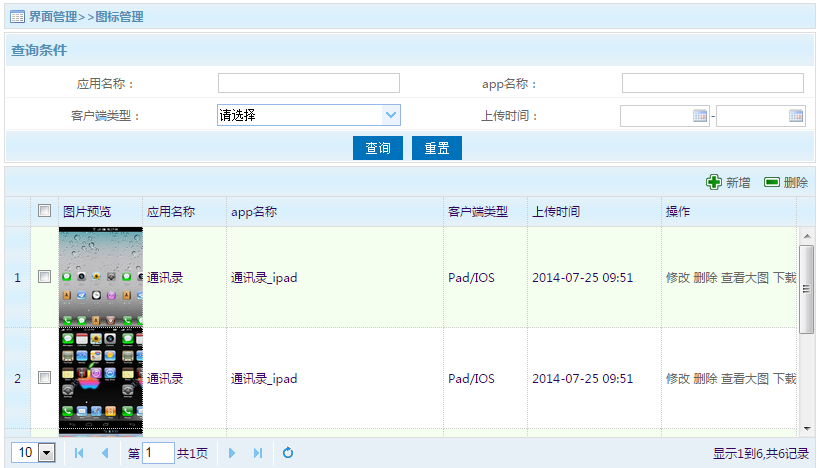 界面管理>>图标管理
查询条件
应用名称： app名称：
客户端类型： 请选择 上传时间： -
查询 重置
新增 删除
图片预览 应用名称 app名称 客户端类型 上传时间 操作
1 通讯录 通讯录_ipad Pad/IOS 2014-07-25 09:51 修改 删除 查看大图 下载
2 通讯录 通讯录_ipad Pad/IOS 2014-07-25 09:51 修改 删除 查看大图 下载
10 第 1 共1页 显示1到6,共6记录